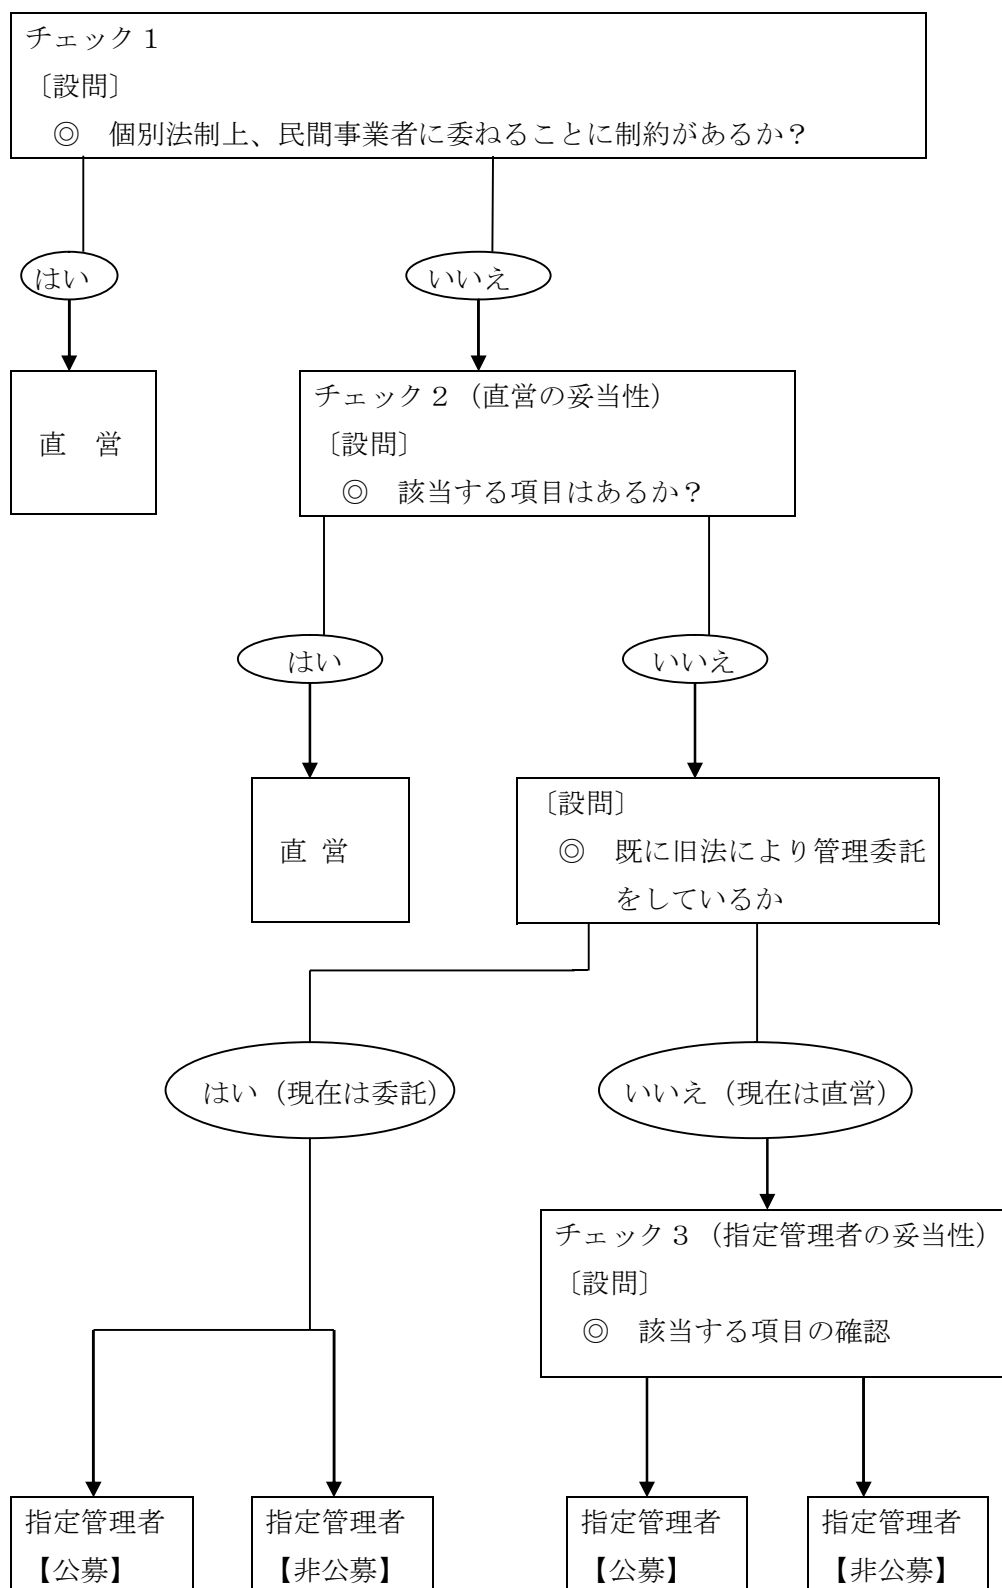 チェック１
〔設問〕
◎　個別法制上、民間事業者に委ねることに制約があるか？
はい
いいえ
直　営
チェック２（直営の妥当性）
〔設問〕
◎　該当する項目はあるか？
はい
いいえ
直 営
〔設問〕
◎　既に旧法により管理委託
をしているか
はい（現在は委託）
いいえ（現在は直営）
チェック３（指定管理者の妥当性）
〔設問〕
◎　該当する項目の確認
指定管理者
【公募】
指定管理者
【非公募】
指定管理者
【公募】
指定管理者
【非公募】